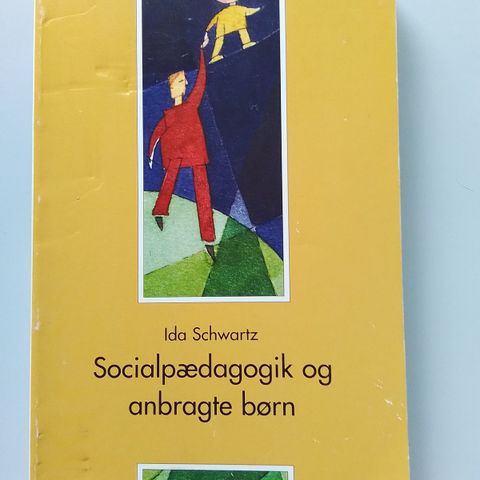 Ida Schwartz
Socialpædagogik og
anbragte børn